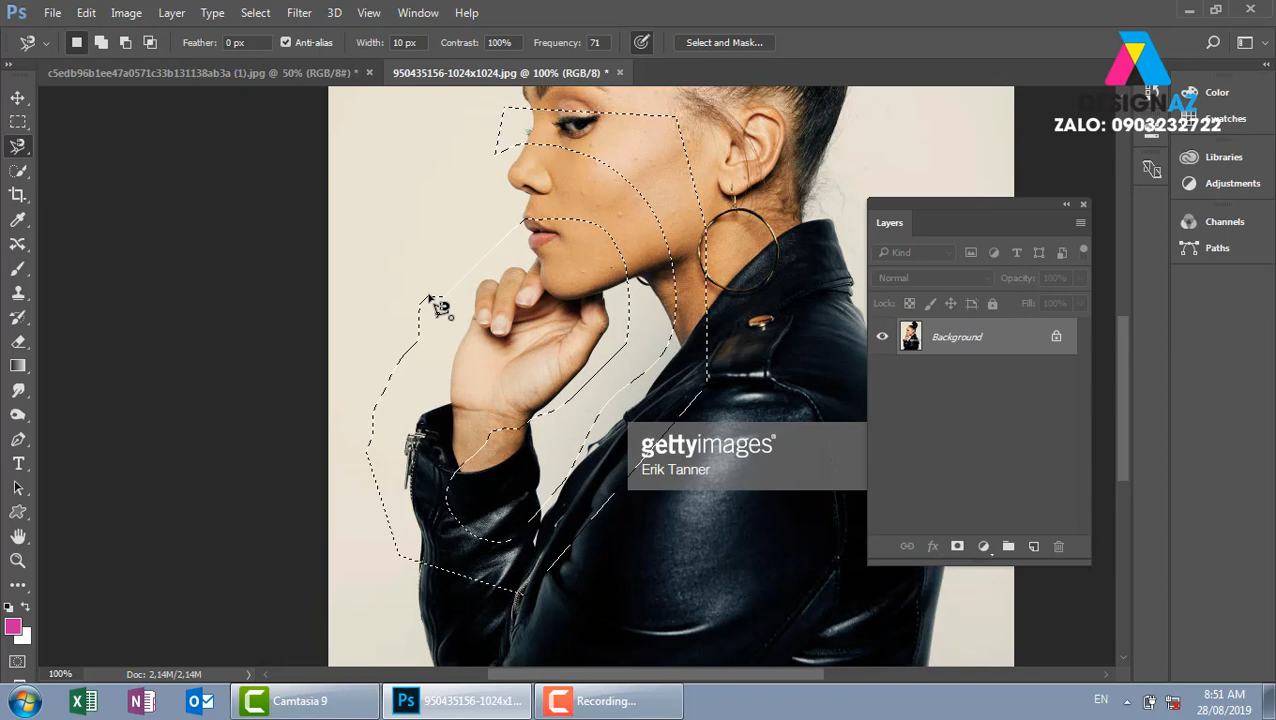 Ps File Edit Image Layer Type Select Filter 3D View Window Help
Feather: 0 px Anti-alias Width: 10 px Contrast: 100% Frequency: 71 Select and Mask...
c5edb96b1ee47a0571c33b131138ab3a (1).jpg @ 50% (RGB/8#) * × 950435156-1024x1024.jpg @ 100% (RGB/8) * ×
DESIGNAZ
ZALO: 0903232722
Color
Swatches
Libraries
Adjustments
Channels
Paths
Layers
Kind
Normal Opacity: 100%
Lock: Fill: 100%
Background
fx
gettyimages®
Erik Tanner
100% Doc: 2,14M/2,14M
Camtasia 9 950435156-1024x1... Recording... EN 8:51 AM
28/08/2019